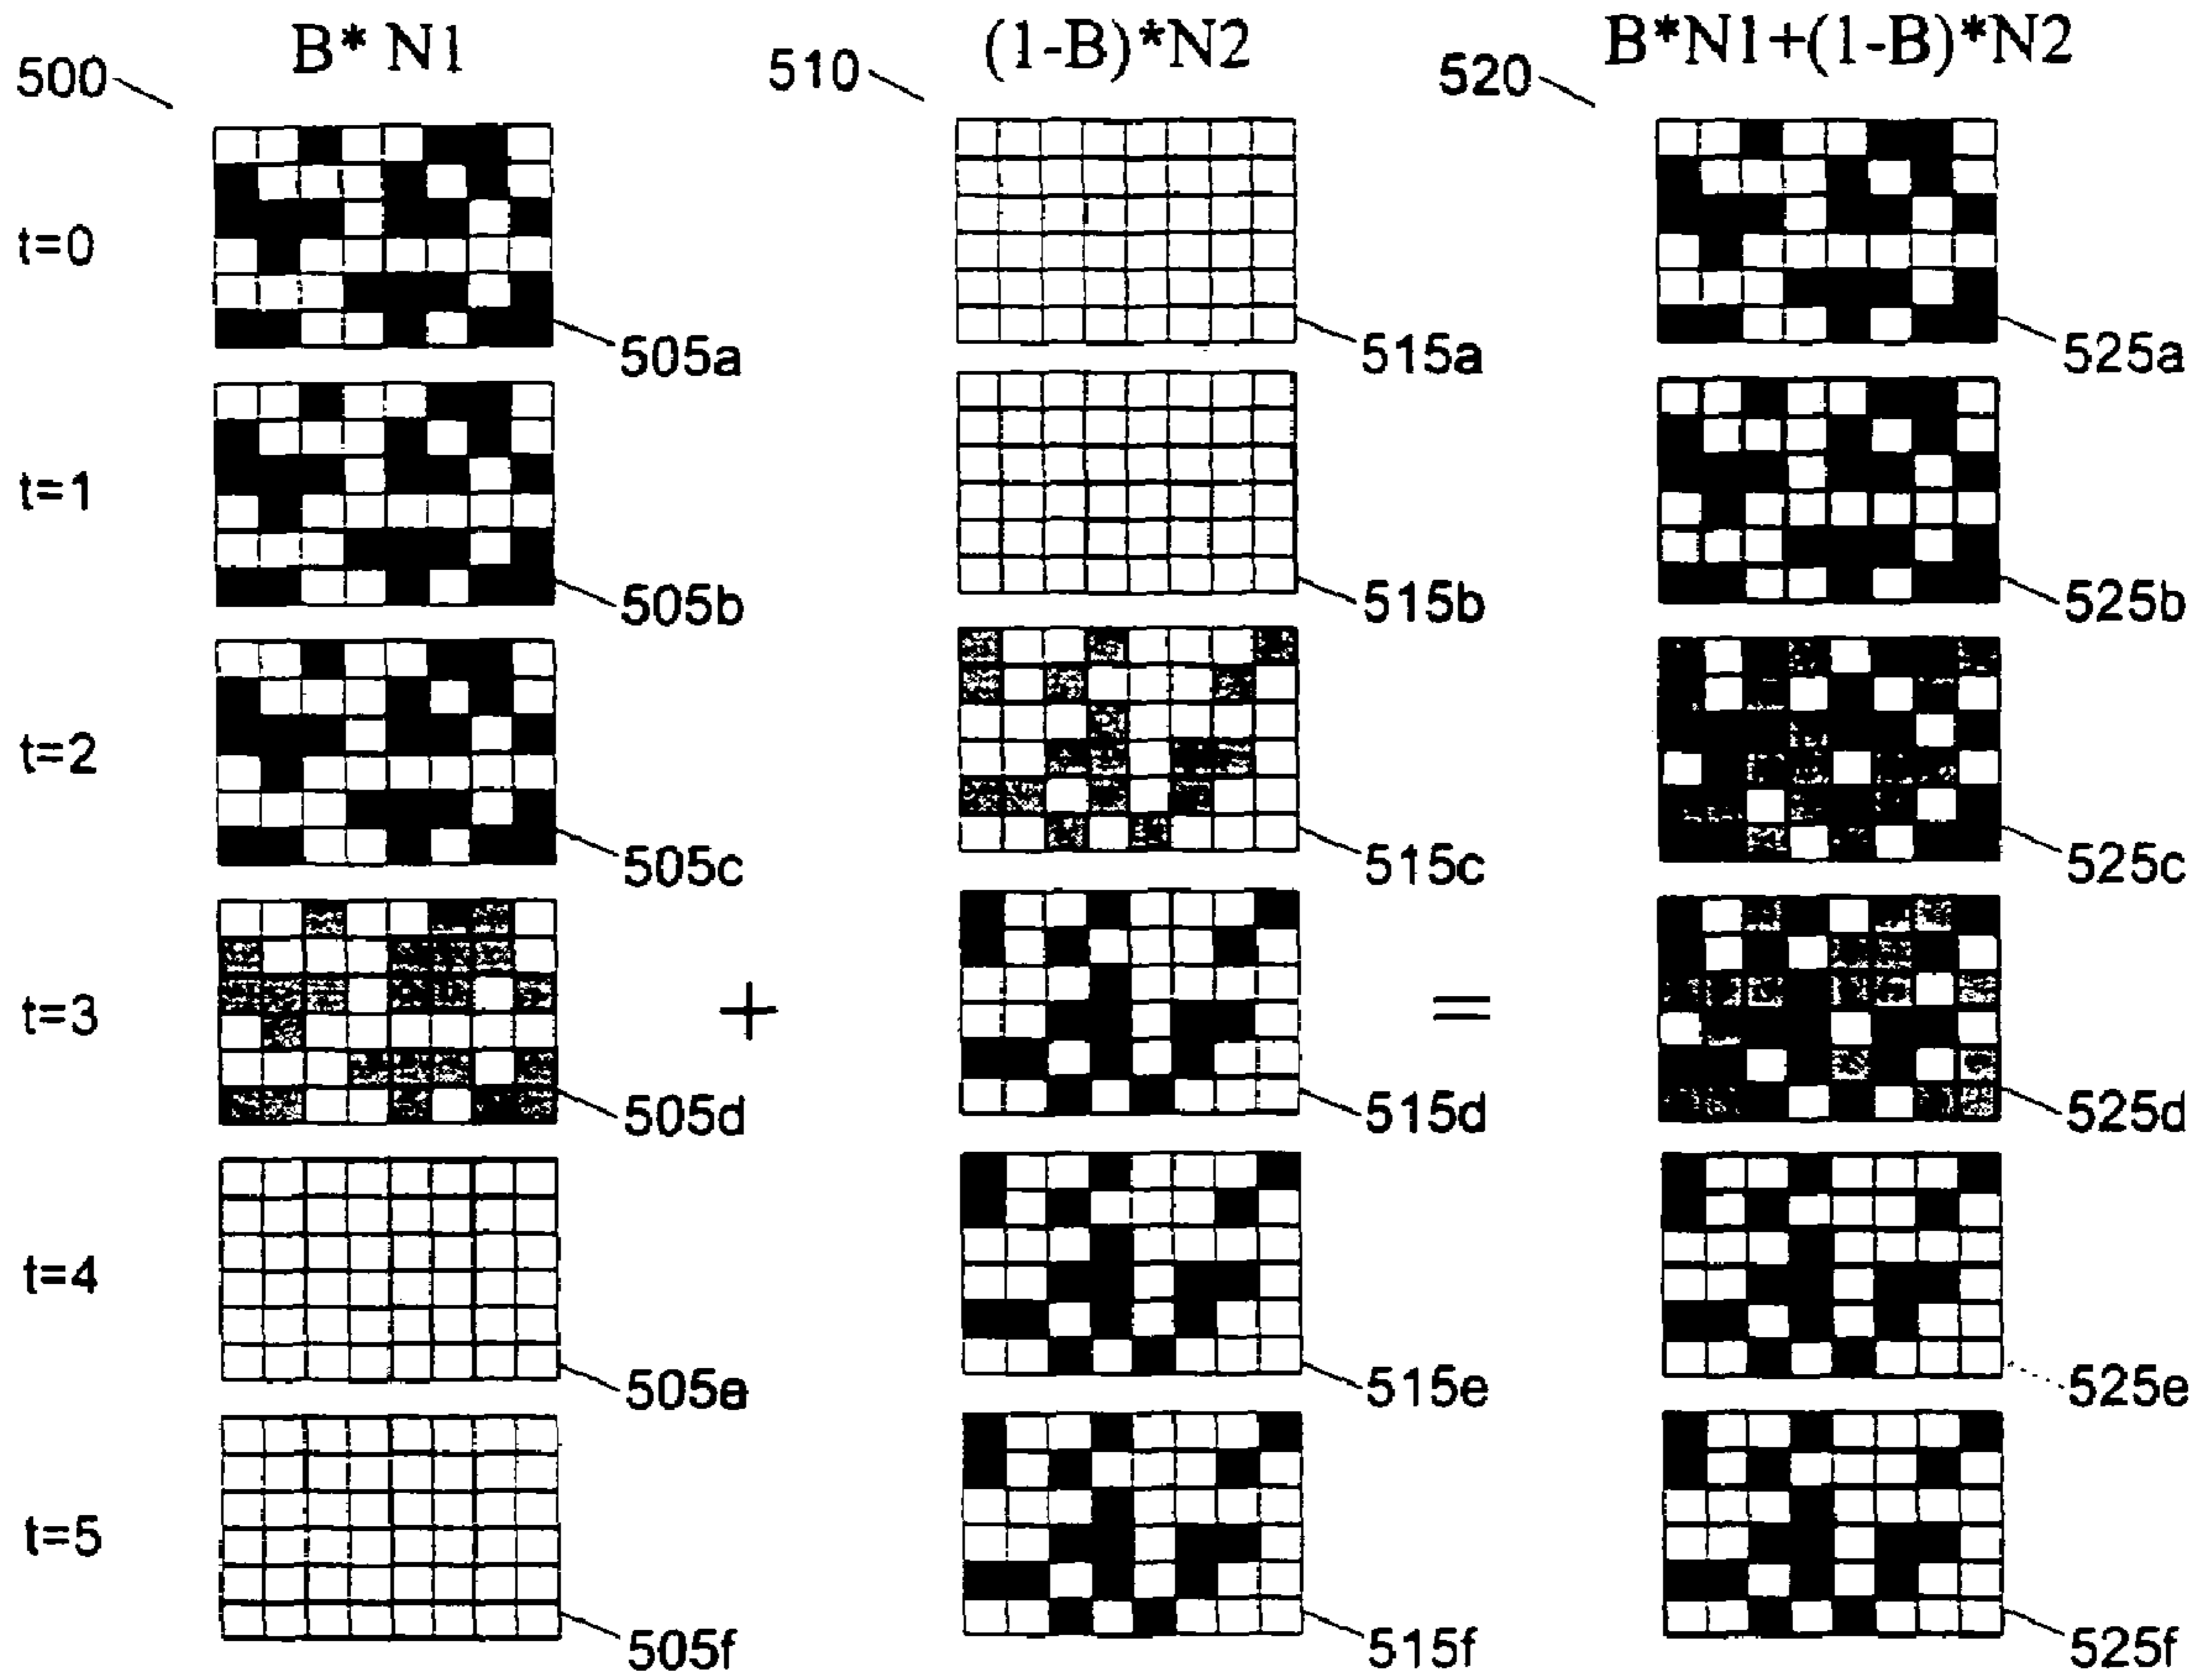 500 B* N1 510 (1-B)*N2 520 B*N1+(1-B)*N2
t=0
505a 515a 525a
t=1
505b 515b 525b
t=2
505c 515c 525c
t=3 + =
505d 515d 525d
t=4
505e 515e 525e
t=5
505f 515f 525f